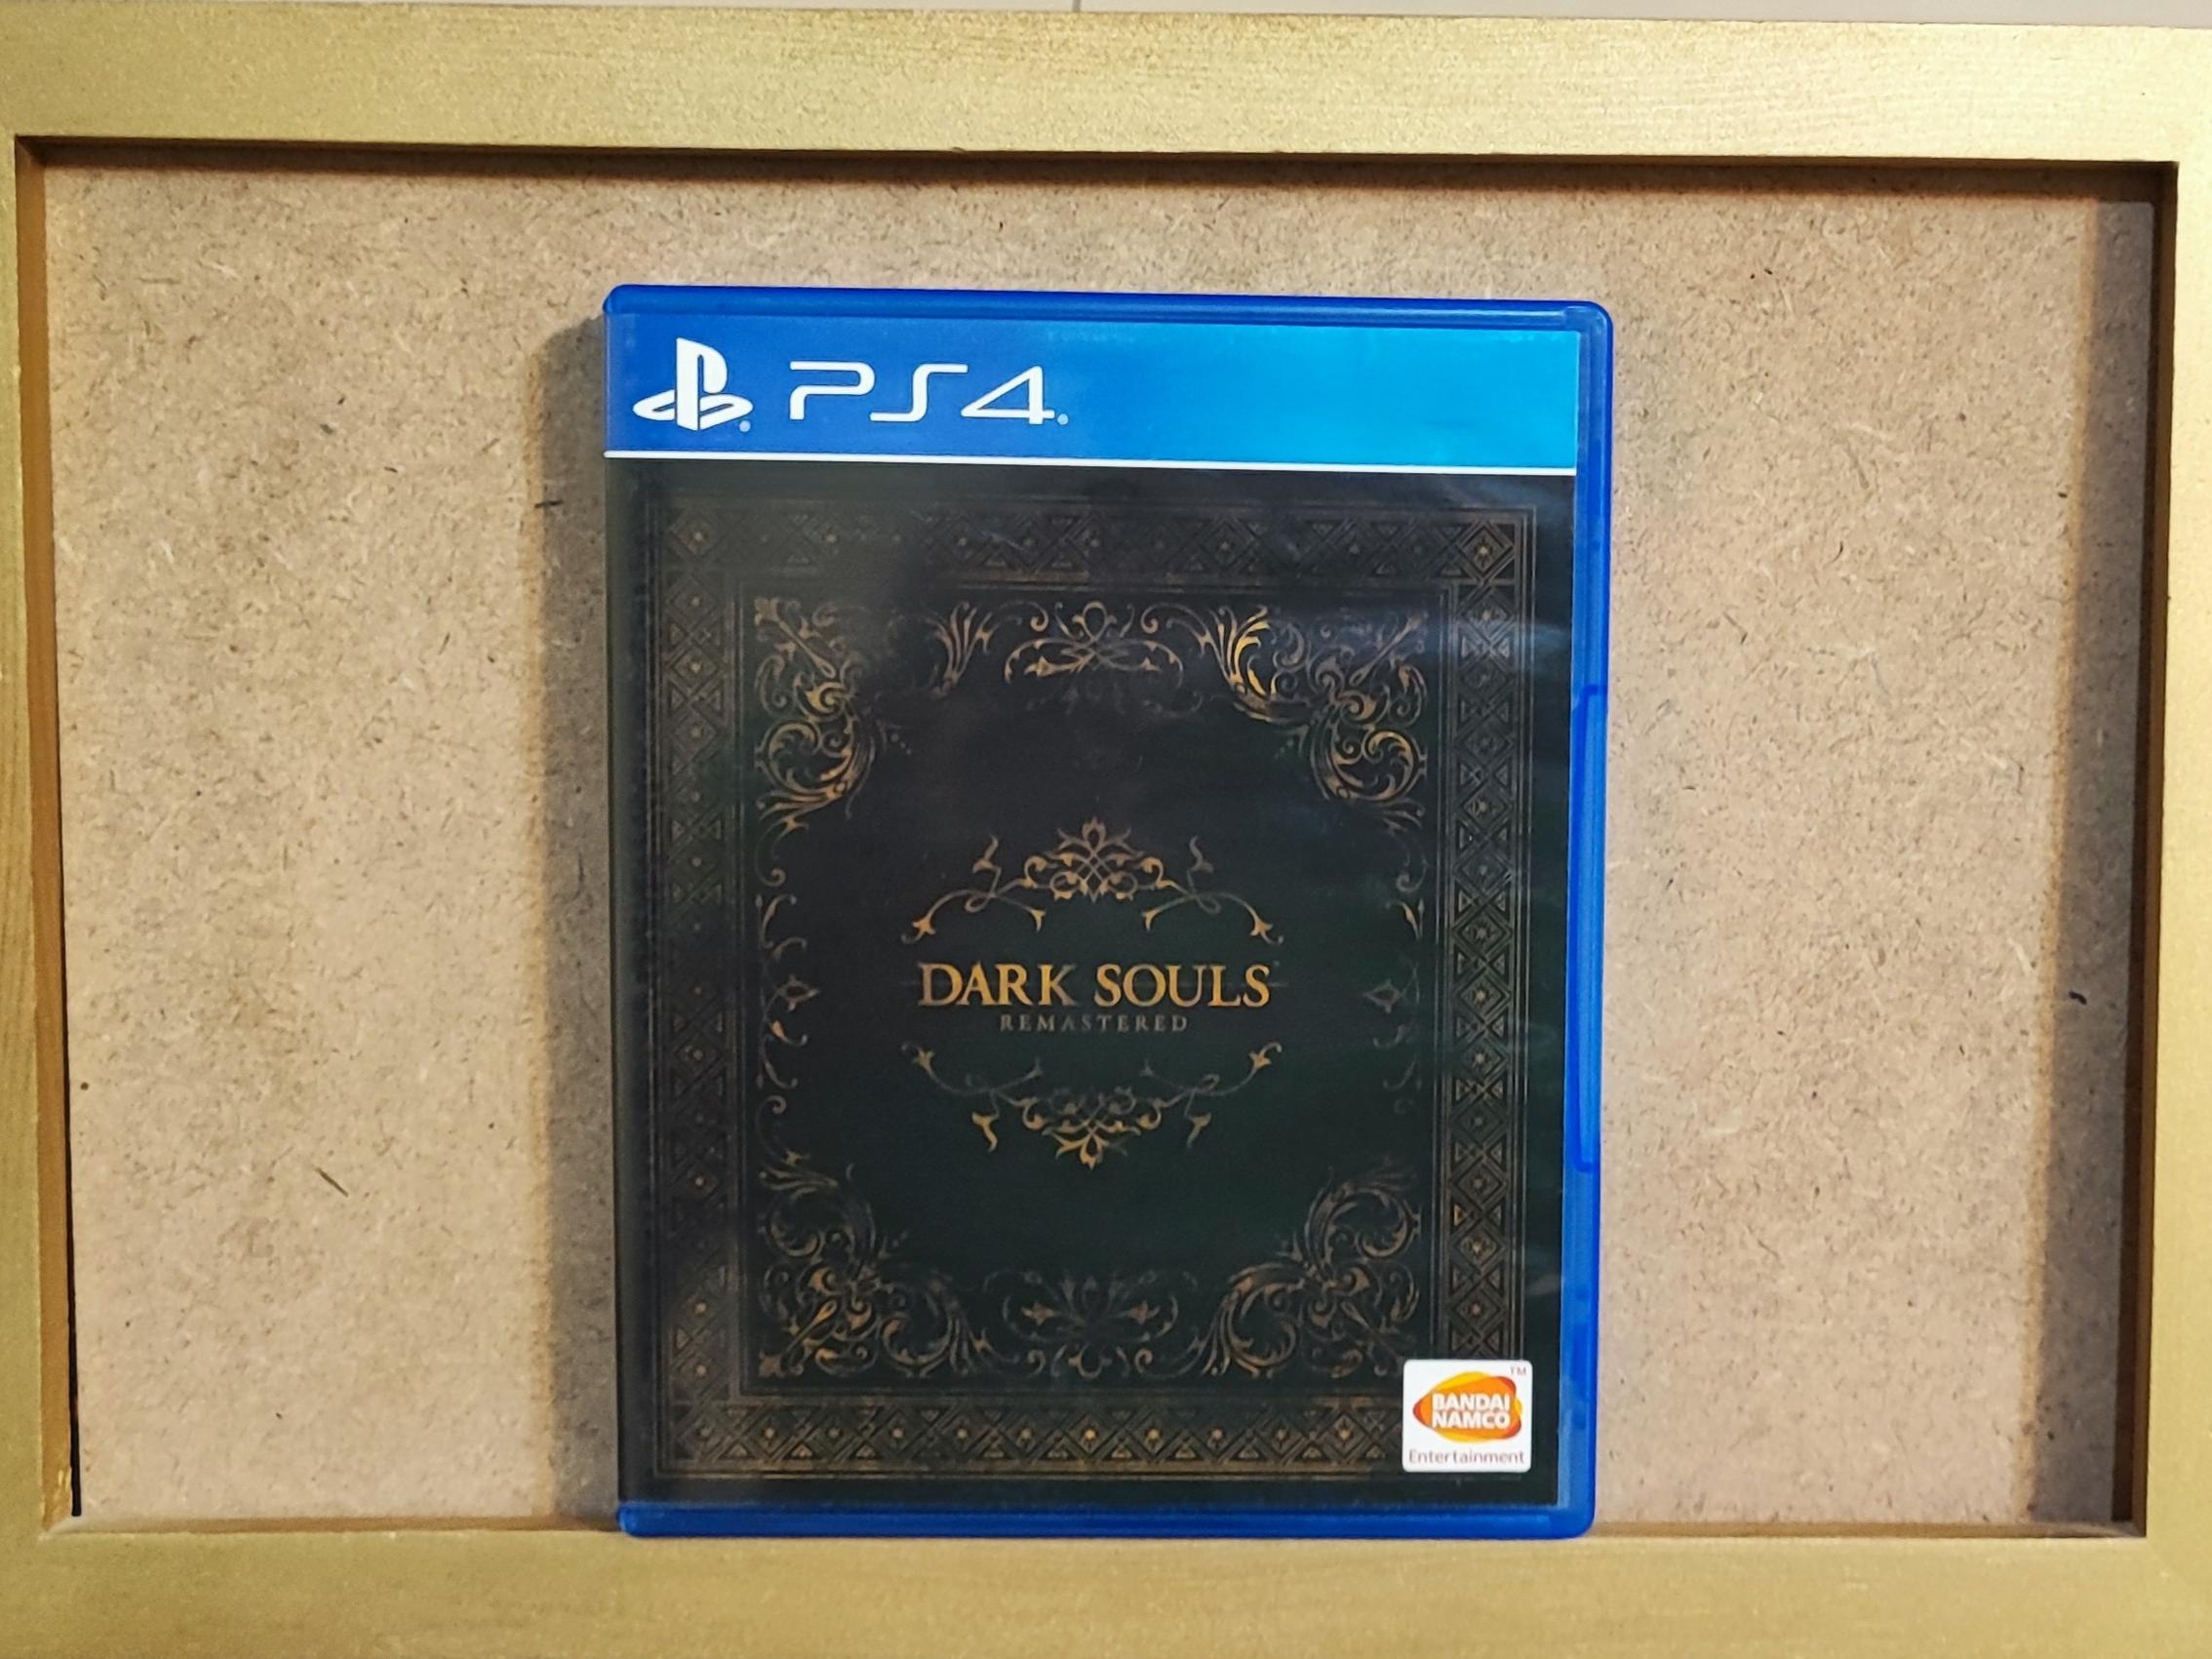 PS4
DARK SOULS
REMASTERED
BANDAI
NAMCO
Entertainment